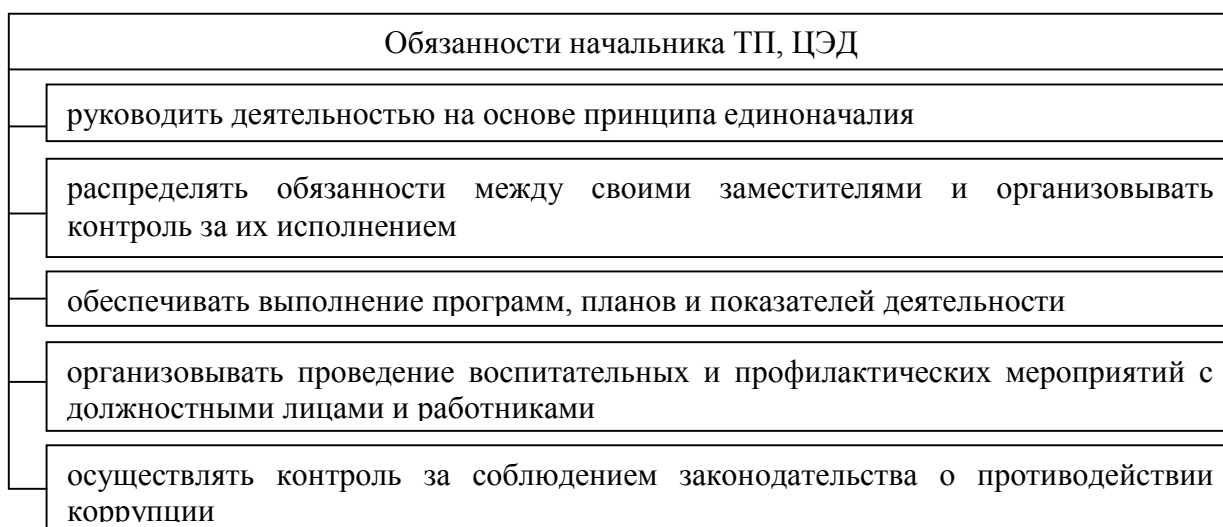 Обязанности начальника ТП, ЦЭД
руководить деятельностью на основе принципа единоначалия
распределять обязанности между своими заместителями и организовывать
контроль за их исполнением
обеспечивать выполнение программ, планов и показателей деятельности
организовывать проведение воспитательных и профилактических мероприятий с
должностными лицами и работниками
осуществлять контроль за соблюдением законодательства о противодействии
коррупции